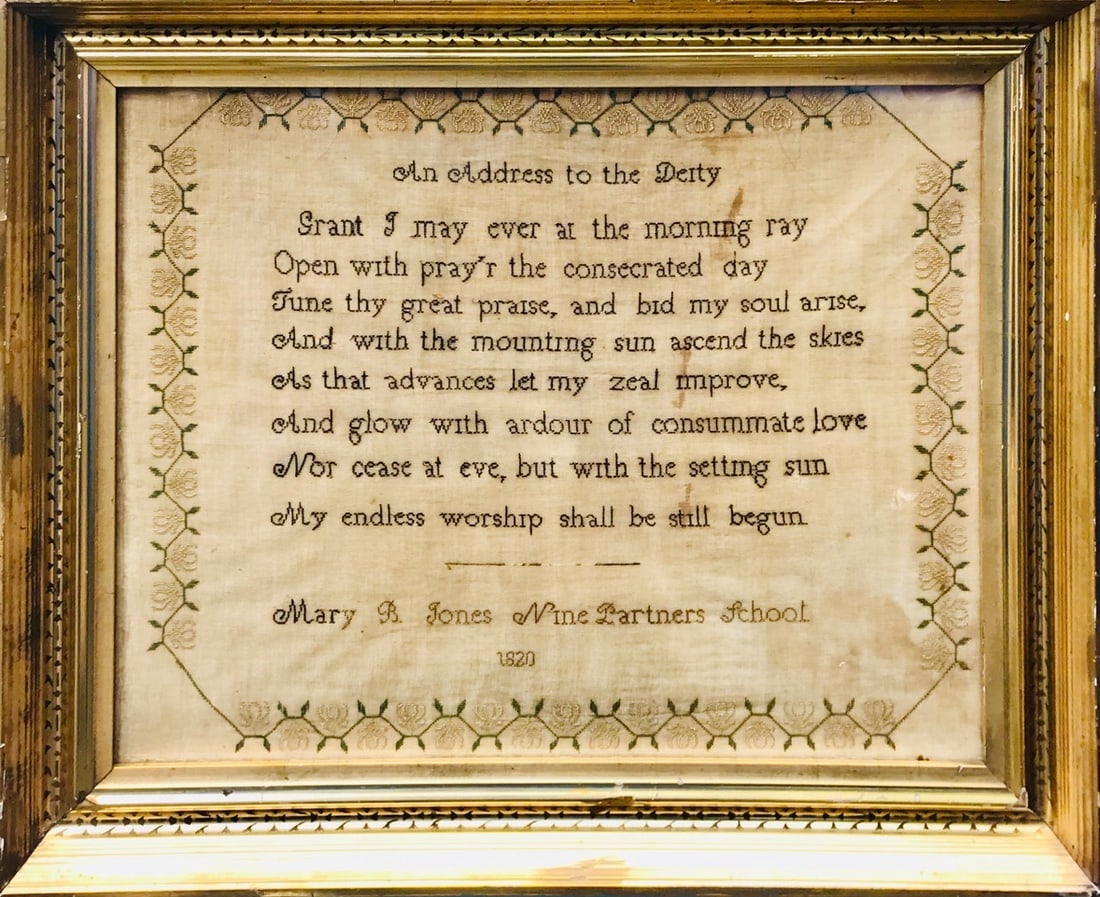 An Address to the Deity
Grant I may ever at the morning ray
Open with pray'r the consecrated day
Tune thy great praise, and bid my soul arise,
And with the mounting sun ascend the skies
As that advances let my zeal improve,
And glow with ardour of consummate love
Nor cease at eve, but with the setting sun
My endless worship shall be still begun
Mary B. Jones Nine Partners School
1820